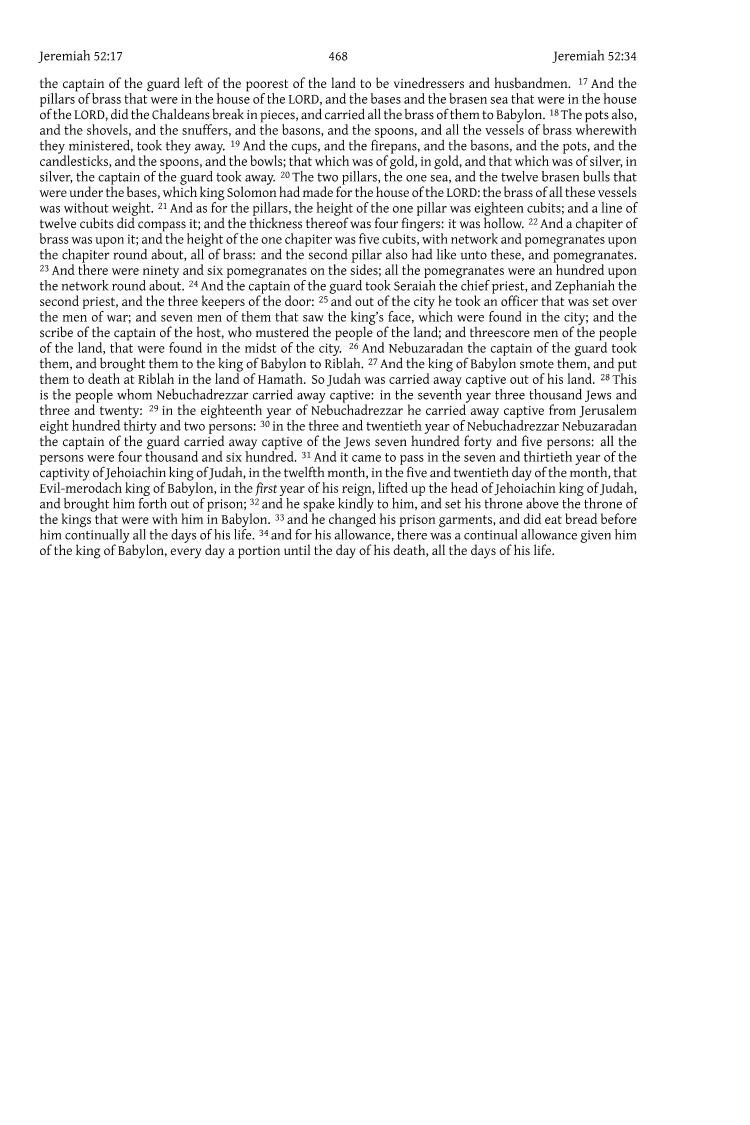 Jeremiah 52:17 468 Jeremiah 52:34
the captain of the guard left of the poorest of the land to be vinedressers and husbandmen. 17 And the
pillars of brass that were in the house of the LORD, and the bases and the brasen sea that were in the house
of the LORD, did the Chaldeans break in pieces, and carried all the brass of them to Babylon. 18 The pots also,
and the shovels, and the snuffers, and the basons, and the spoons, and all the vessels of brass wherewith
they ministered, took they away. 19 And the cups, and the firepans, and the basons, and the pots, and the
candlesticks, and the spoons, and the bowls; that which was of gold, in gold, and that which was of silver, in
silver, the captain of the guard took away. 20 The two pillars, the one sea, and the twelve brasen bulls that
were under the bases, which king Solomon had made for the house of the LORD: the brass of all these vessels
was without weight. 21 And as for the pillars, the height of the one pillar was eighteen cubits; and a line of
twelve cubits did compass it; and the thickness thereof was four fingers: it was hollow. 22 And a chapiter of
brass was upon it; and the height of the one chapiter was five cubits, with network and pomegranates upon
the chapiter round about, all of brass: and the second pillar also had like unto these, and pomegranates.
23 And there were ninety and six pomegranates on the sides; all the pomegranates were an hundred upon
the network round about. 24 And the captain of the guard took Seraiah the chief priest, and Zephaniah the
second priest, and the three keepers of the door: 25 and out of the city he took an officer that was set over
the men of war; and seven men of them that saw the king's face, which were found in the city; and the
scribe of the captain of the host, who mustered the people of the land; and threescore men of the people
of the land, that were found in the midst of the city. 26 And Nebuzaradan the captain of the guard took
them, and brought them to the king of Babylon to Riblah. 27 And the king of Babylon smote them, and put
them to death at Riblah in the land of Hamath. So Judah was carried away captive out of his land. 28 This
is the people whom Nebuchadrezzar carried away captive: in the seventh year three thousand Jews and
three and twenty: 29 in the eighteenth year of Nebuchadrezzar he carried away captive from Jerusalem
eight hundred thirty and two persons: 30 in the three and twentieth year of Nebuchadrezzar Nebuzaradan
the captain of the guard carried away captive of the Jews seven hundred forty and five persons: all the
persons were four thousand and six hundred. 31 And it came to pass in the seven and thirtieth year of the
captivity of Jehoiachin king of Judah, in the twelfth month, in the five and twentieth day of the month, that
Evil-merodach king of Babylon, in the first year of his reign, lifted up the head of Jehoiachin king of Judah,
and brought him forth out of prison; 32 and he spake kindly to him, and set his throne above the throne of
the kings that were with him in Babylon. 33 and he changed his prison garments, and did eat bread before
him continually all the days of his life. 34 and for his allowance, there was a continual allowance given him
of the king of Babylon, every day a portion until the day of his death, all the days of his life.